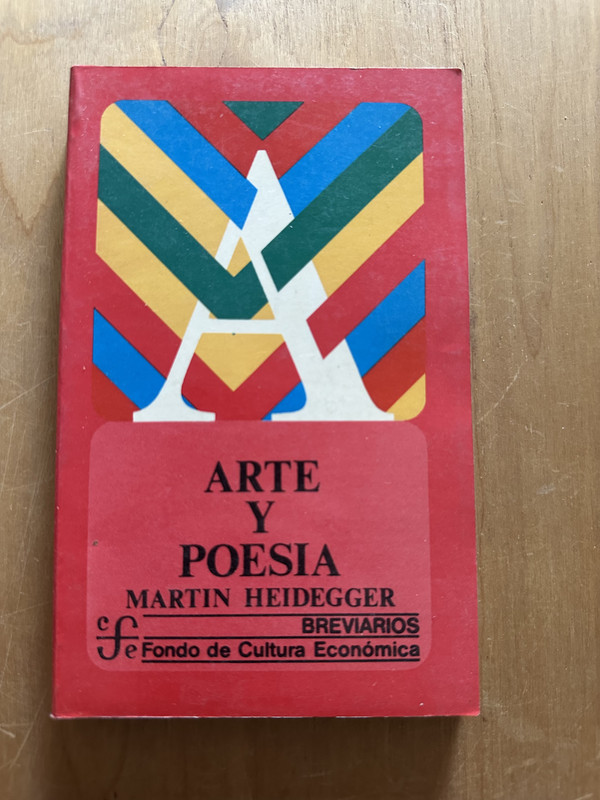 A
ARTE
Y
POESIA
MARTIN HEIDEGGER
BREVIARIOS
cfe Fondo de Cultura Económica